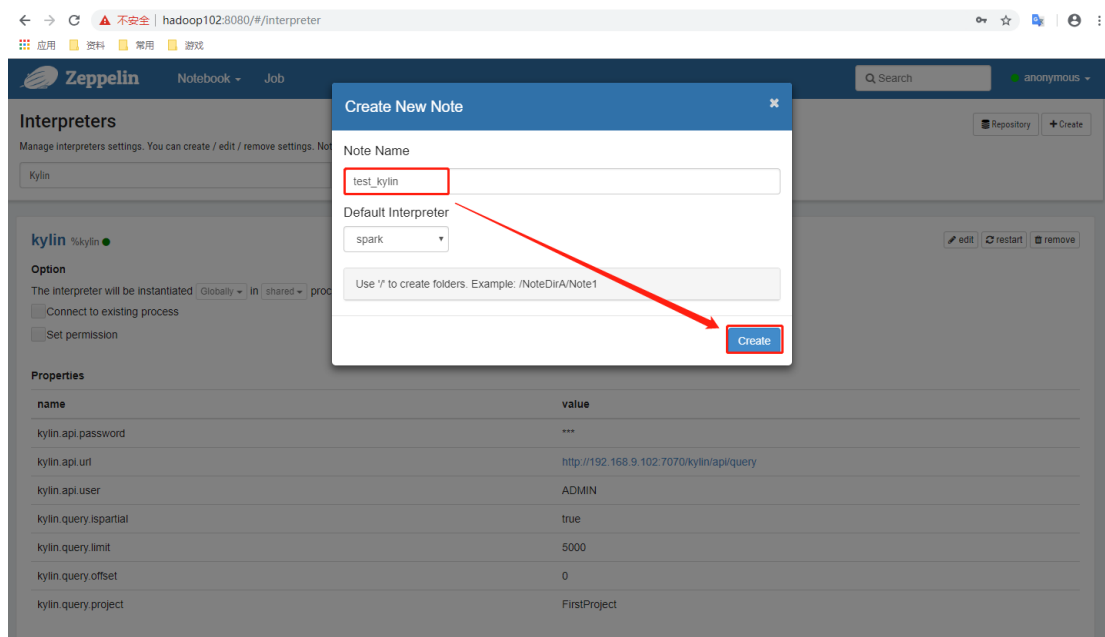 不安全 | hadoop102:8080/#/interpreter
应用 资料 常用 游戏
Zeppelin Notebook Job Search anonymous
Create New Note
Interpreters Repository Create
Manage interpreters settings. You can create / edit / remove settings. Not
Note Name
Kylin
test_kylin
Default Interpreter
spark
kylin %kylin edit restart remove
Option
The interpreter will be instantiated Globally in shared proc
Use '/' to create folders. Example: /NoteDirA/Note1
Connect to existing process
Set permission
Create
Properties
name value
kylin.api.password ***
kylin.api.url http://192.168.9.102:7070/kylin/api/query
kylin.api.user ADMIN
kylin.query.ispartial true
kylin.query.limit 5000
kylin.query.offset 0
kylin.query.project FirstProject